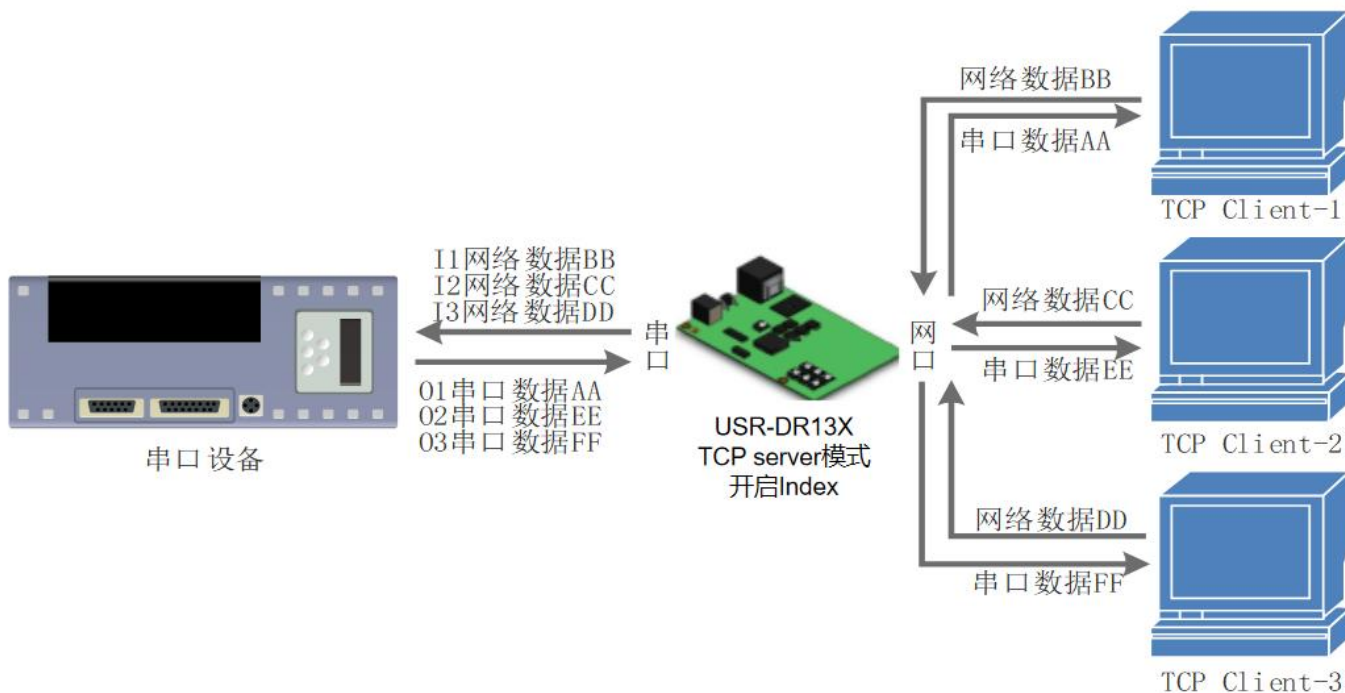 网络数据BB
串口数据AA
TCP Client-1
I1网络数据BB
I2网络数据CC
I3网络数据DD
串口
网口
网络数据CC
串口数据EE
O1串口数据AA
O2串口数据EE
O3串口数据FF
串口设备
USR-DR13X
TCP server模式
开启Index
TCP Client-2
网络数据DD
串口数据FF
TCP Client-3